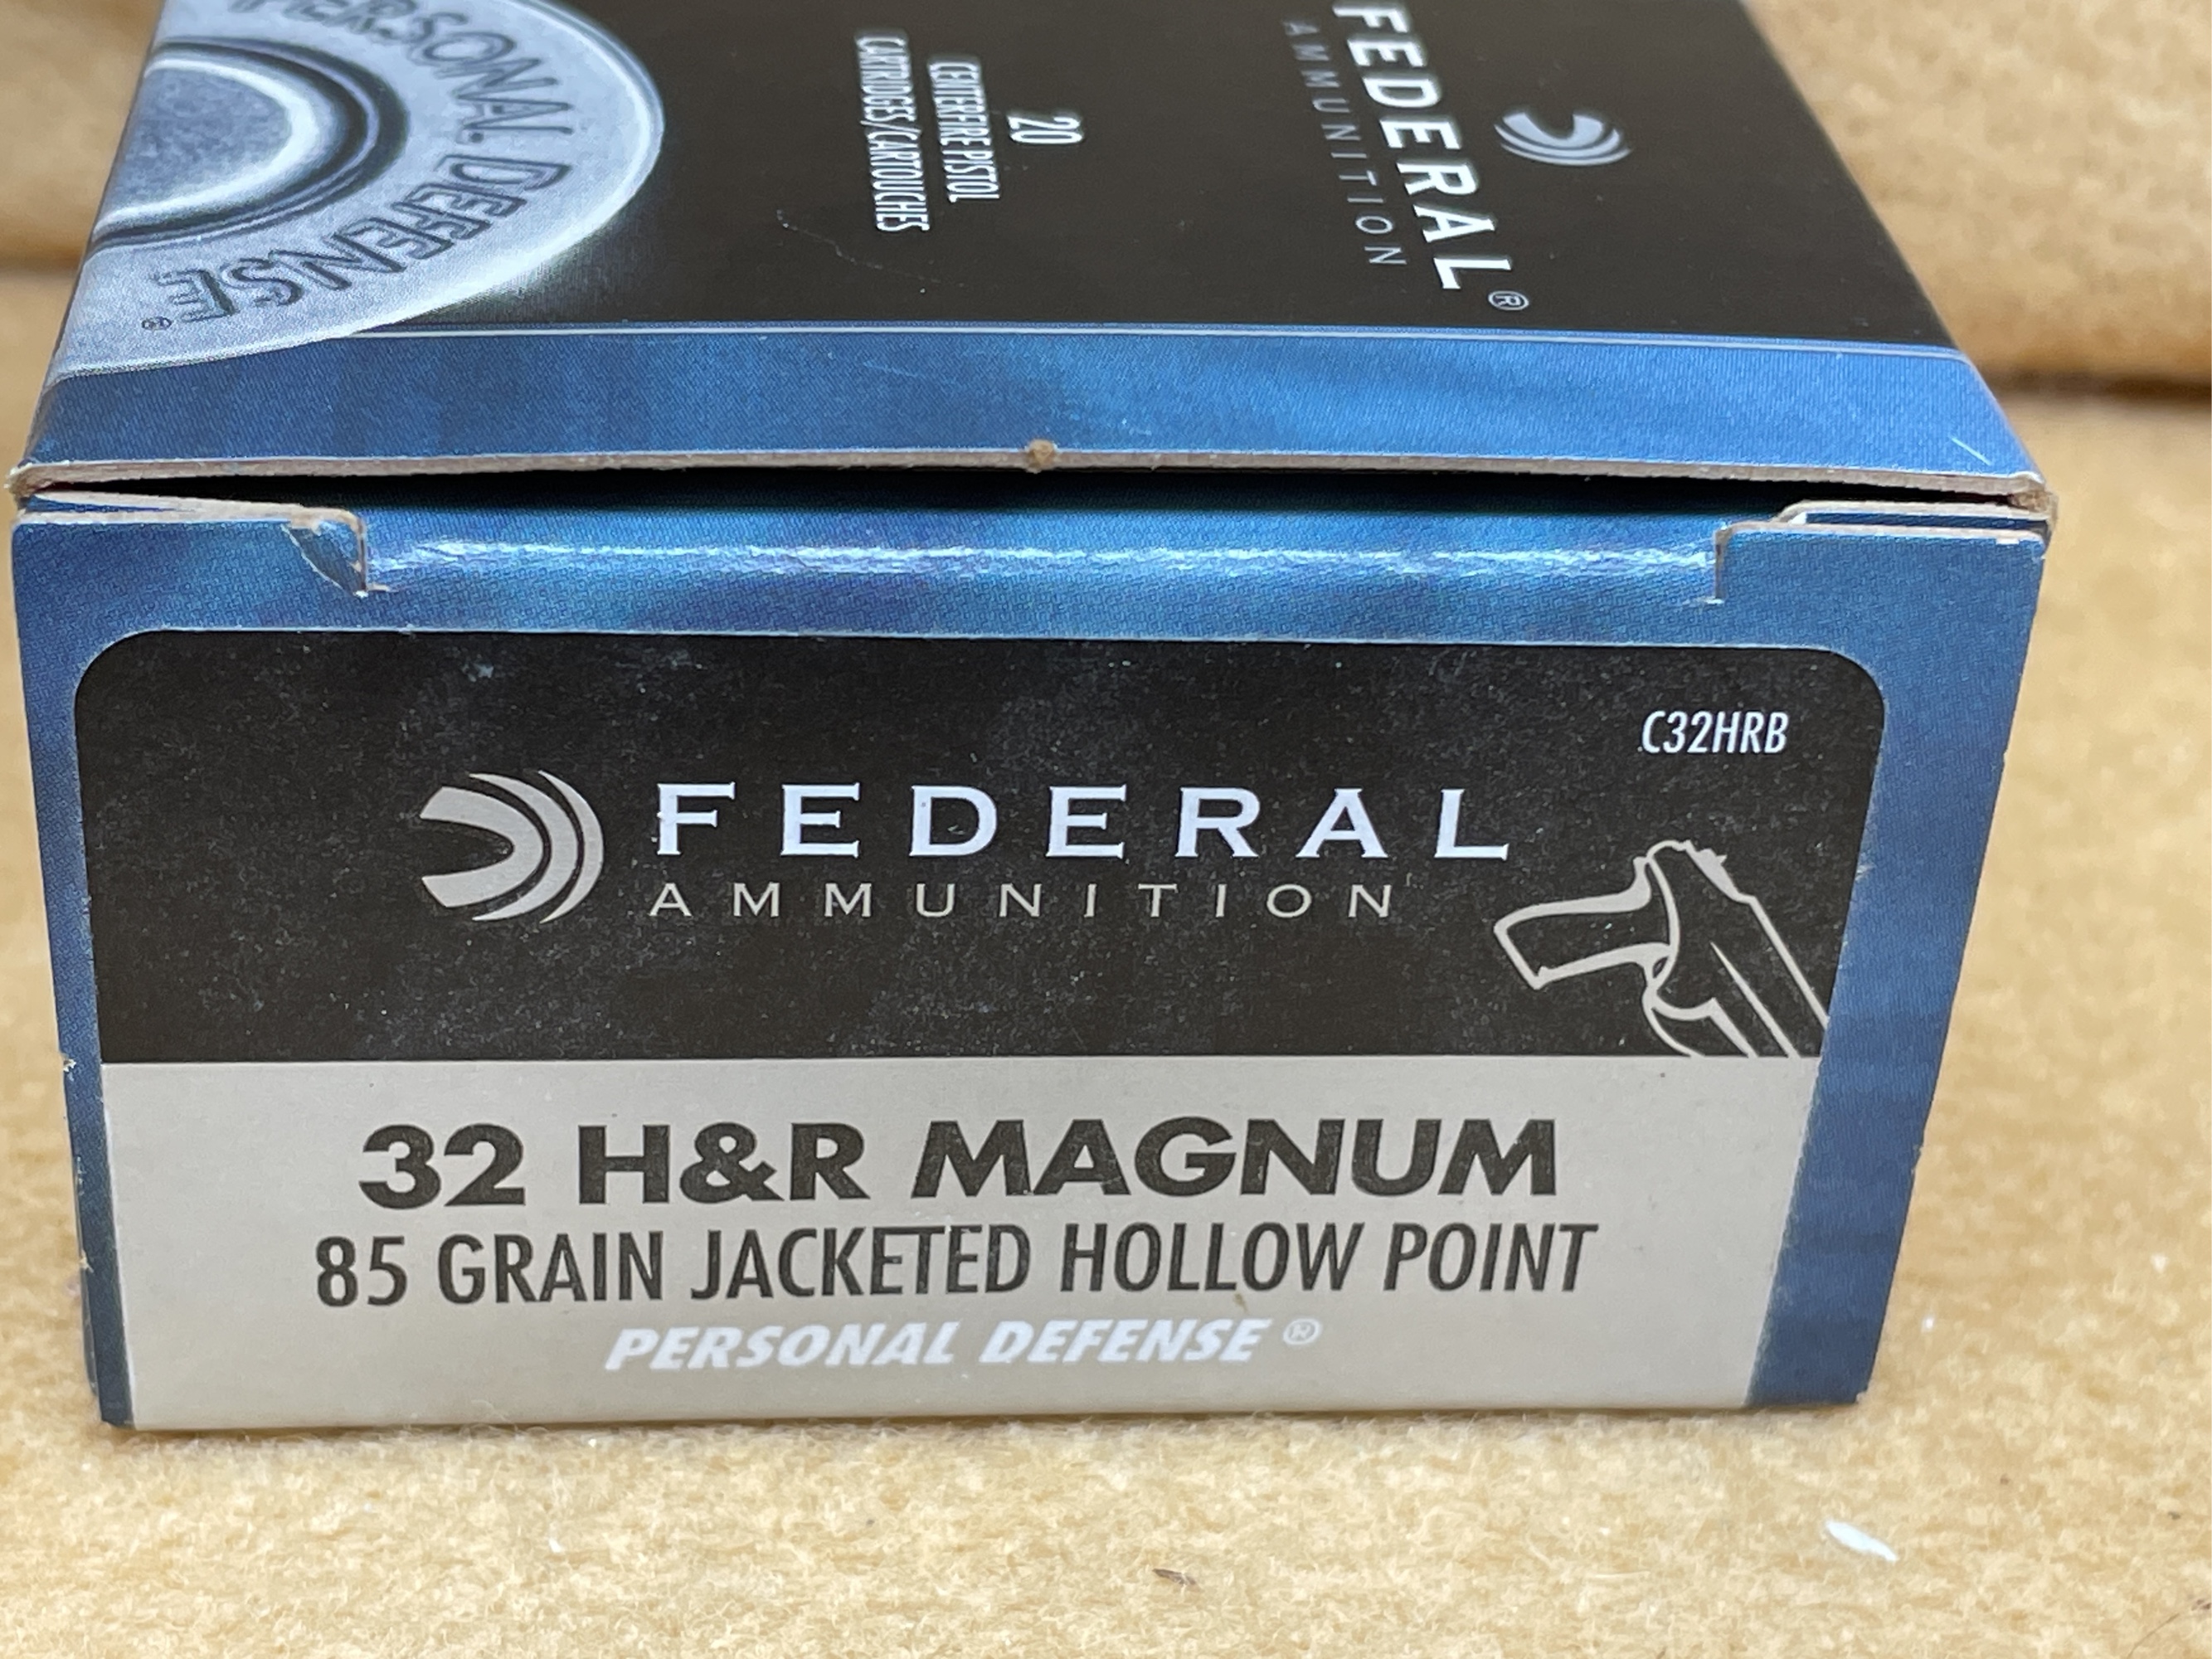 PERSONAL DEFENSE®
20
CENTERFIRE PISTOL
CARTRIDGES/CARTOUCHES
FEDERAL®
AMMUNITION
C32HRB
FEDERAL
AMMUNITION
32 H&R MAGNUM
85 GRAIN JACKETED HOLLOW POINT
PERSONAL DEFENSE®